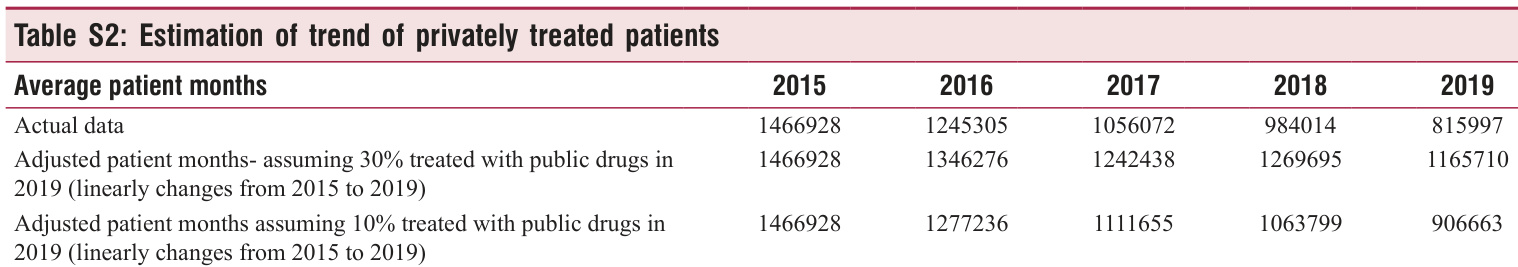 Table S2: Estimation of trend of privately treated patients
Average patient months 2015 2016 2017 2018 2019
Actual data 1466928 1245305 1056072 984014 815997
Adjusted patient months- assuming 30% treated with public drugs in 1466928 1346276 1242438 1269695 1165710
2019 (linearly changes from 2015 to 2019)
Adjusted patient months assuming 10% treated with public drugs in 1466928 1277236 1111655 1063799 906663
2019 (linearly changes from 2015 to 2019)